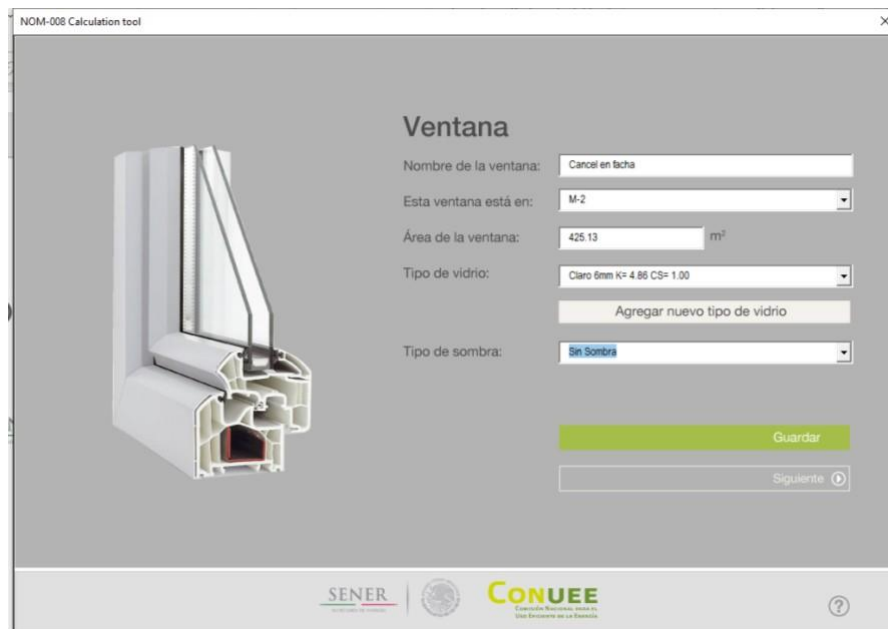 NOM-008 Calculation tool
Ventana
Nombre de la ventana: Cancel en facha
Esta ventana está en: M-2
Área de la ventana: 425.13 m²
Tipo de vidrio: Claro 6mm K= 4.86 CS= 1.00
Agregar nuevo tipo de vidrio
Tipo de sombra: Sin Sombra
Guardar
Siguiente
SENER
SECRETARÍA DE ENERGÍA
CONUEE
COMISIÓN NACIONAL PARA EL
USO EFICIENTE DE LA ENERGÍA
?